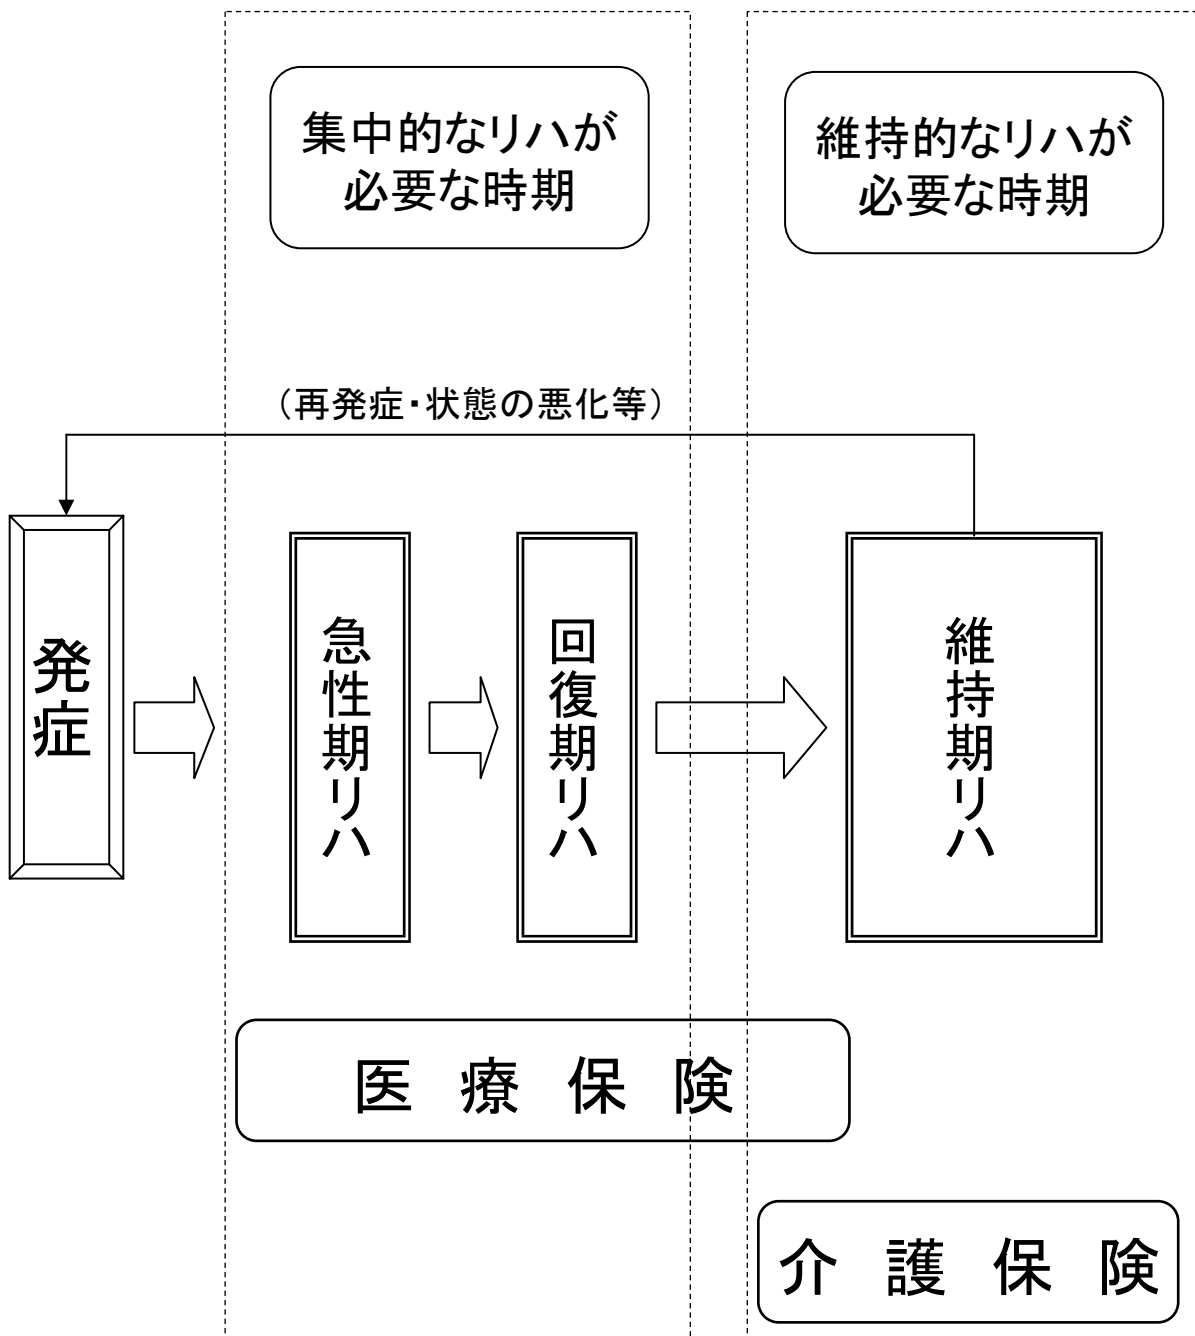 集中的なリハが
必要な時期
維持的なリハが
必要な時期
（再発症・状態の悪化等）
発症
急性期リハ
回復期リハ
維持期リハ
医療保険
介護保険